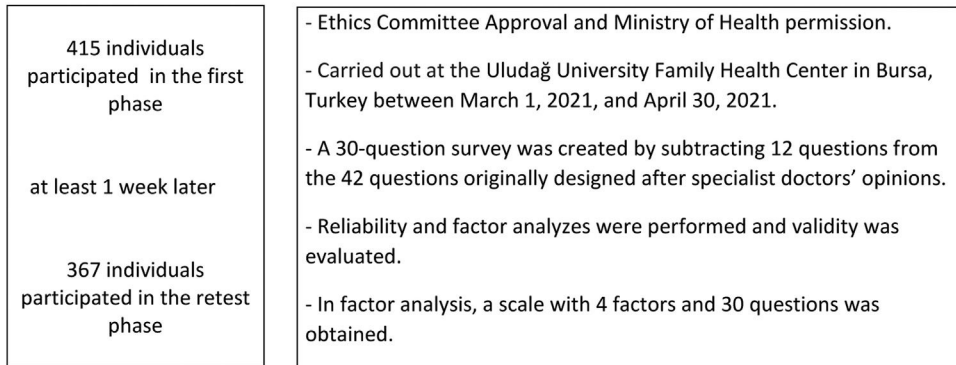 415 individuals
participated in the first
phase
at least 1 week later
367 individuals
participated in the retest
phase
- Ethics Committee Approval and Ministry of Health permission.
- Carried out at the Uludağ University Family Health Center in Bursa,
Turkey between March 1, 2021, and April 30, 2021.
- A 30-question survey was created by subtracting 12 questions from
the 42 questions originally designed after specialist doctors’ opinions.
- Reliability and factor analyzes were performed and validity was
evaluated.
- In factor analysis, a scale with 4 factors and 30 questions was
obtained.